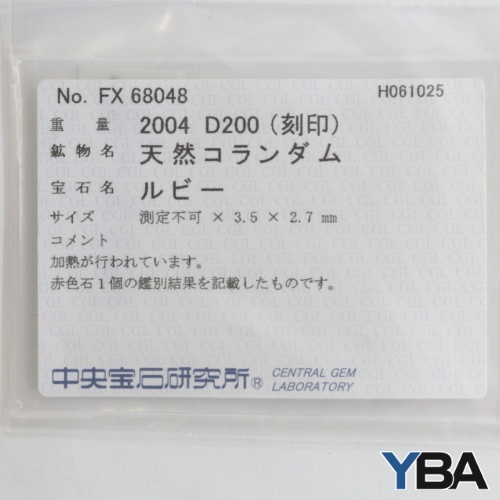 No. FX 68048 H061025
重 量 2004 D200 (刻印)
鉱物名 天然コランダム
宝石名 ルビー
サイズ 測定不可 × 3.5 × 2.7 mm
コメント
加熱が行われています。
赤色石1個の鑑別結果を記載したものです。
中央宝石研究所® CENTRAL GEM
LABORATORY
YBA